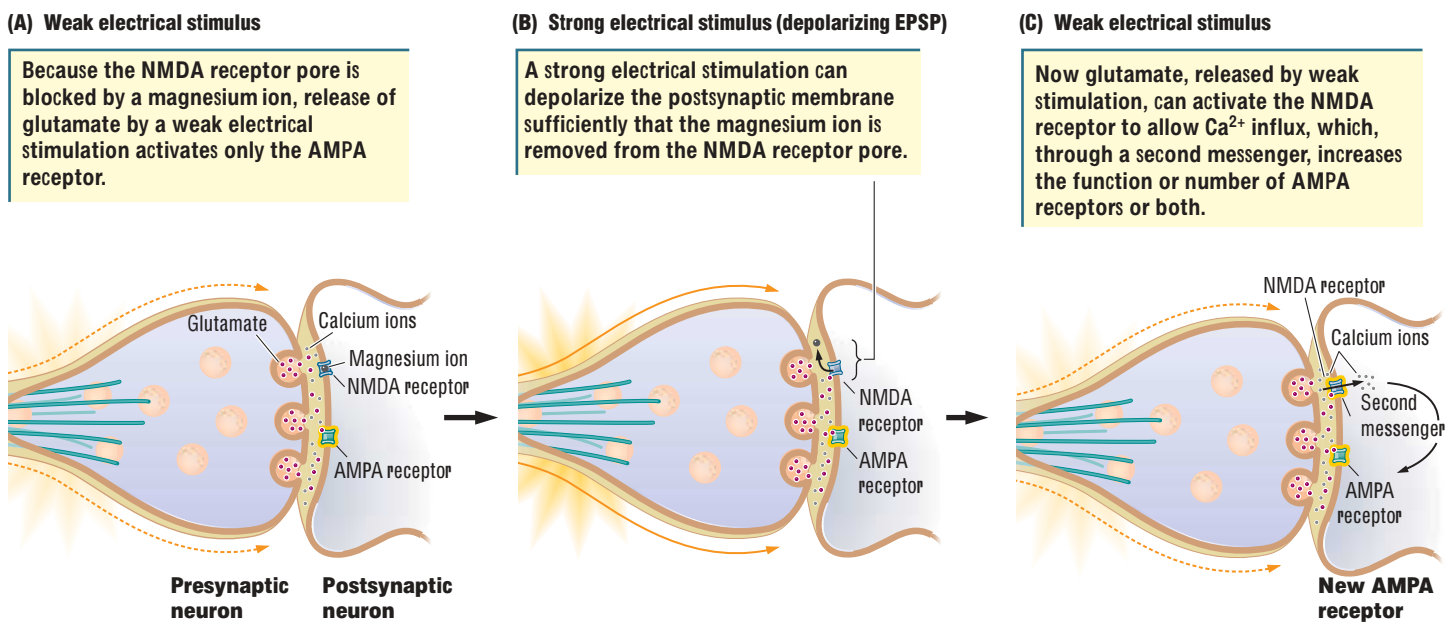 (A) Weak electrical stimulus
Because the NMDA receptor pore is
blocked by a magnesium ion, release of
glutamate by a weak electrical
stimulation activates only the AMPA
receptor.
Glutamate
Calcium ions
Magnesium ion
NMDA receptor
AMPA receptor
Presynaptic
neuron
Postsynaptic
neuron
(B) Strong electrical stimulus (depolarizing EPSP)
A strong electrical stimulation can
depolarize the postsynaptic membrane
sufficiently that the magnesium ion is
removed from the NMDA receptor pore.
NMDA
receptor
AMPA
receptor
(C) Weak electrical stimulus
Now glutamate, released by weak
stimulation, can activate the NMDA
receptor to allow Ca²⁺ influx, which,
through a second messenger, increases
the function or number of AMPA
receptors or both.
NMDA receptor
Calcium ions
Second
messenger
AMPA
receptor
New AMPA
receptor